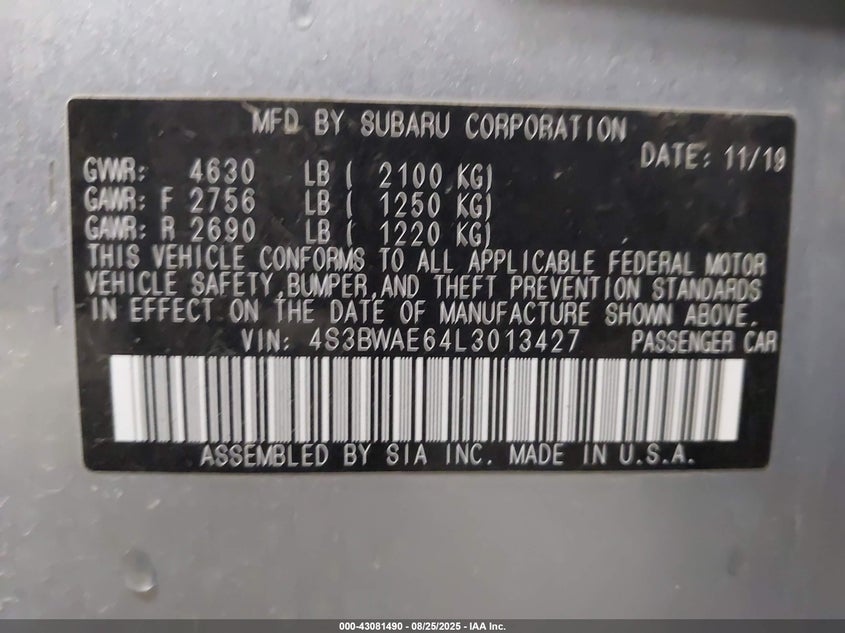 MFD BY SUBARU CORPORATION
DATE: 11/19
GVWR: 4630 LB ( 2100 KG)
GAWR: F 2756 LB ( 1250 KG)
GAWR: R 2690 LB ( 1220 KG)
THIS VEHICLE CONFORMS TO ALL APPLICABLE FEDERAL MOTOR
VEHICLE SAFETY,BUMPER,AND THEFT PREVENTION STANDARDS
IN EFFECT ON THE DATE OF MANUFACTURE SHOWN ABOVE.
VIN: 4S3BWAE64L3013427 PASSENGER CAR
ASSEMBLED BY SIA INC. MADE IN U.S.A.
000-43081490 - 08/25/2025 - IAA Inc.